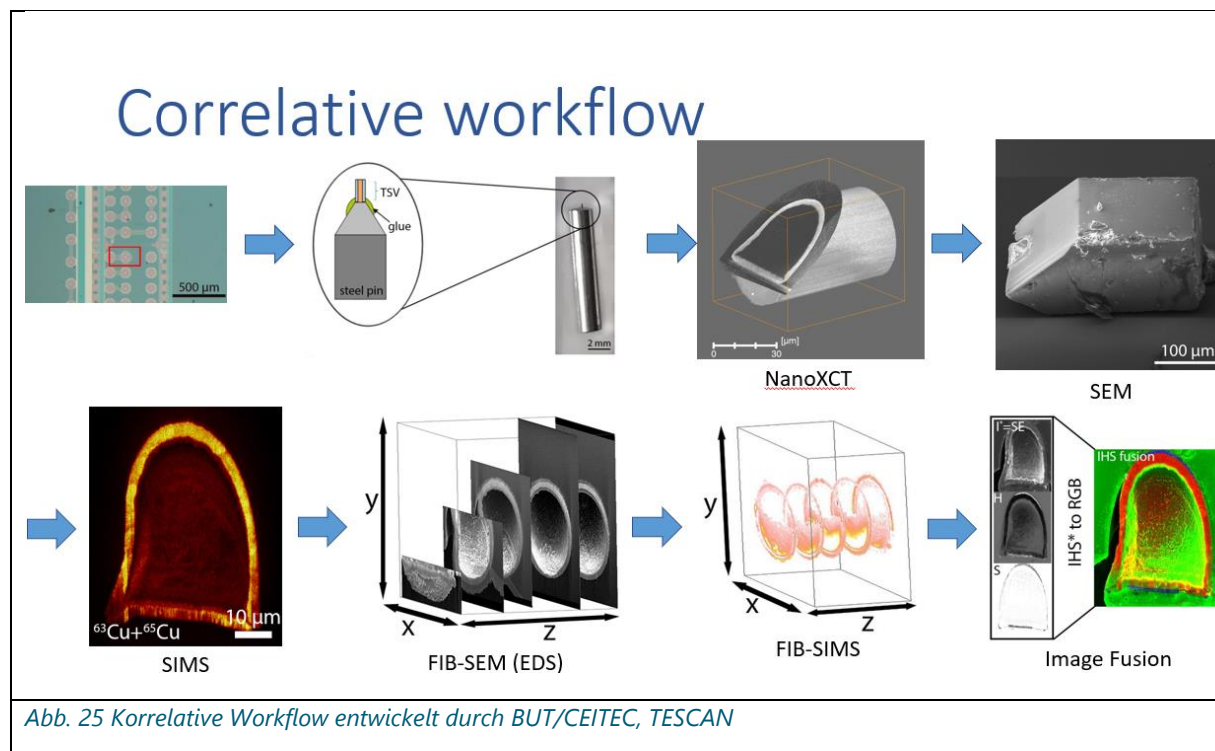 Correlative workflow
500 µm
TSV
glue
steel pin
2 mm
[µm]
0 30
NanoXCT
100 µm
SEM
⁶³Cu+⁶⁵Cu
10 µm
SIMS
y
x
z
FIB-SEM (EDS)
y
x
z
FIB-SIMS
I*=SE
H
S
IHS* to RGB
IHS fusion
Image Fusion
Abb. 25 Korrelative Workflow entwickelt durch BUT/CEITEC, TESCAN